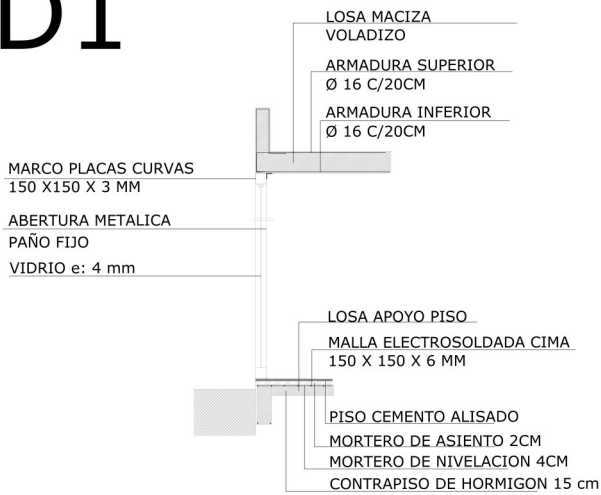 D1
LOSA MACIZA
VOLADIZO
ARMADURA SUPERIOR
Ø 16 C/20CM
ARMADURA INFERIOR
Ø 16 C/20CM
MARCO PLACAS CURVAS
150 X150 X 3 MM
ABERTURA METALICA
PAÑO FIJO
VIDRIO e: 4 mm
LOSA APOYO PISO
MALLA ELECTROSOLDADA CIMA
150 X 150 X 6 MM
PISO CEMENTO ALISADO
MORTERO DE ASIENTO 2CM
MORTERO DE NIVELACION 4CM
CONTRAPISO DE HORMIGON 15 cm